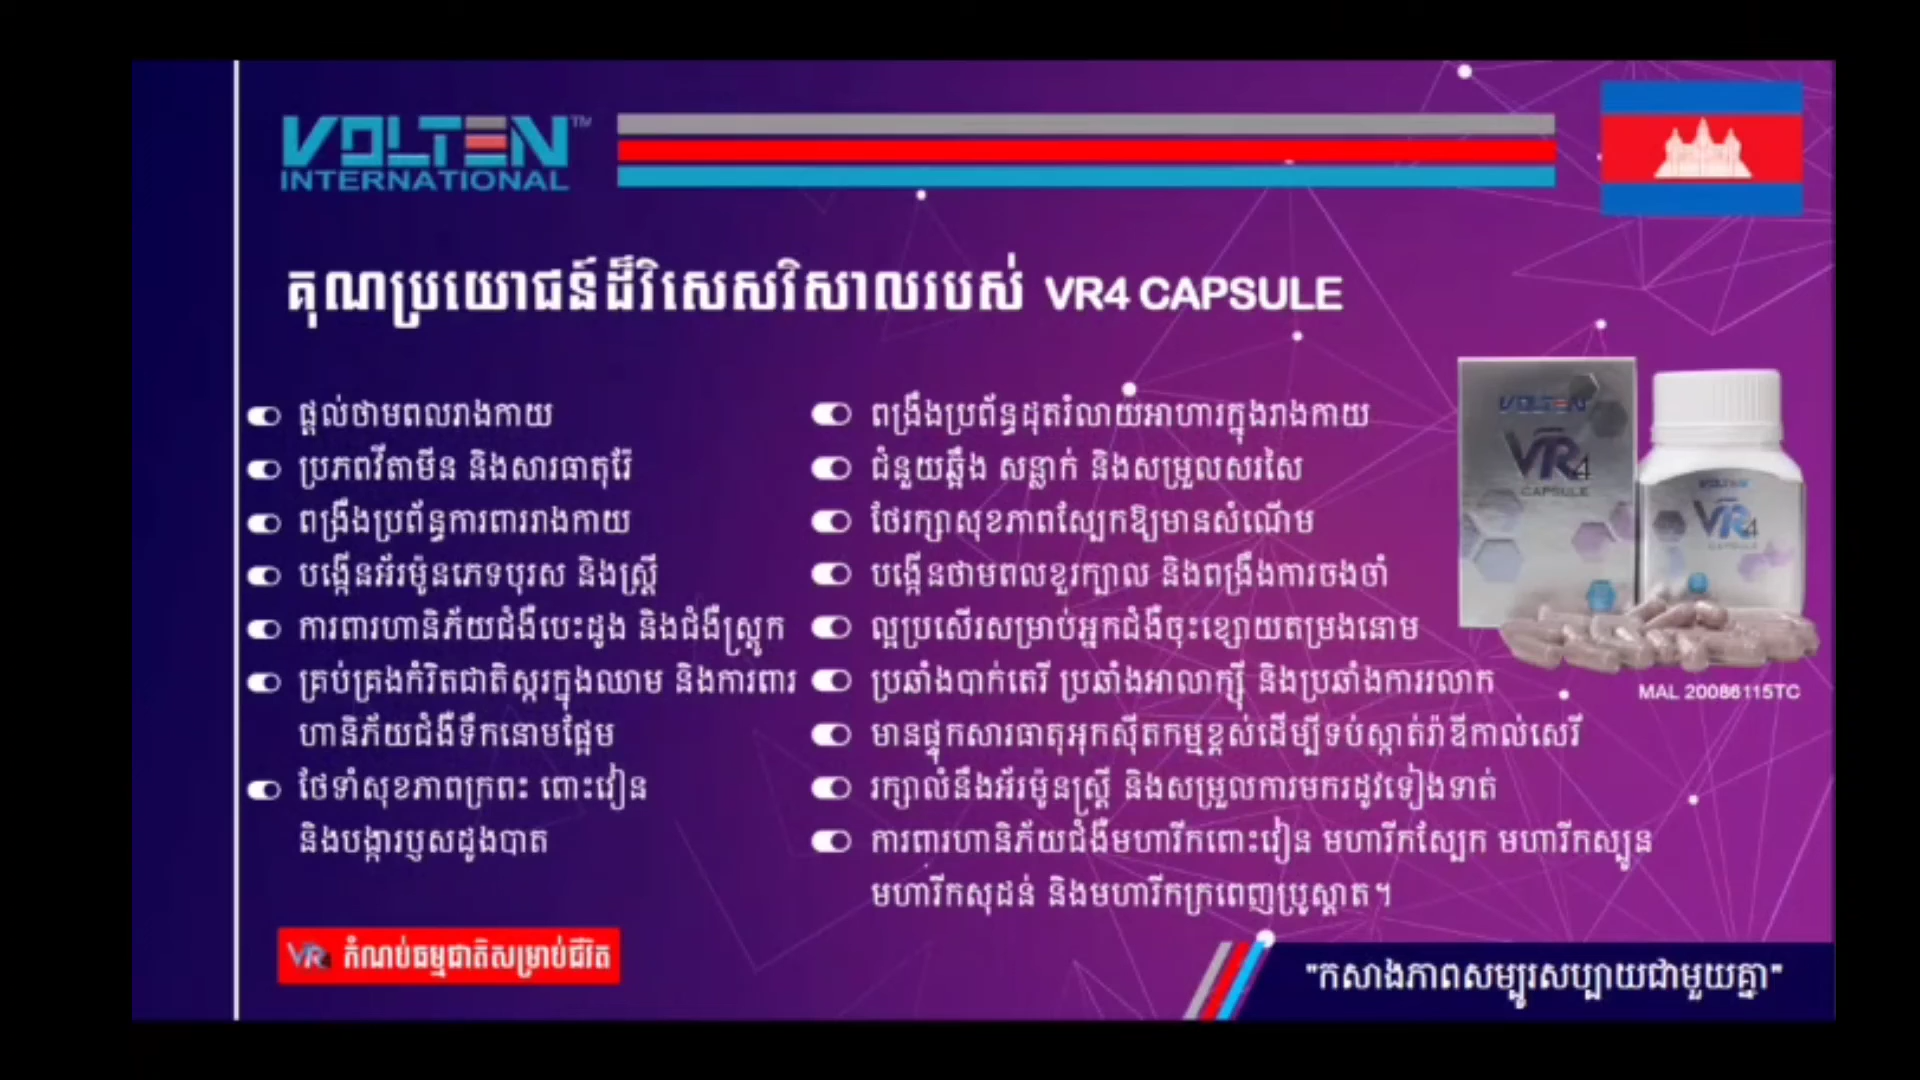 VOLTEN™
INTERNATIONAL
គុណប្រយោជន៍ដ៏វិសេសវិសាលរបស់ VR4 CAPSULE
ផ្តល់ថាមពលរាងកាយ
ប្រភពវីតាមីន និងសារធាតុរ៉ែ
ពង្រឹងប្រព័ន្ធការពាររាងកាយ
បង្កើនអ័រម៉ូនភេទបុរស និងស្ត្រី
ការពារហានិភ័យជំងឺបេះដូង និងជំងឺស្ត្រូក
គ្រប់គ្រងកំរិតជាតិស្ករក្នុងឈាម និងការពារ
ហានិភ័យជំងឺទឹកនោមផ្អែម
ថែទាំសុខភាពក្រពះ ពោះវៀន
និងបង្ការឫសដូងបាត
ពង្រឹងប្រព័ន្ធដុតរំលាយអាហារក្នុងរាងកាយ
ជំនួយឆ្អឹង សន្លាក់ និងសម្រួលសរសៃ
ថែរក្សាសុខភាពស្បែកឱ្យមានសំណើម
បង្កើនថាមពលខួរក្បាល និងពង្រឹងការចងចាំ
ល្អប្រសើរសម្រាប់អ្នកជំងឺចុះខ្សោយតម្រងនោម
ប្រឆាំងបាក់តេរី ប្រឆាំងអាលាក្ស៊ី និងប្រឆាំងការរលាក
មានផ្ទុកសារធាតុអុកស៊ីតកម្មខ្ពស់ដើម្បីទប់ស្កាត់រ៉ាឌីកាល់សេរី
រក្សាលំនឹងអ័រម៉ូនស្ត្រី និងសម្រួលការមករដូវទៀងទាត់
ការពារហានិភ័យជំងឺមហារីកពោះវៀន មហារីកស្បែក មហារីកស្បូន
មហារីកសុដន់ និងមហារីកក្រពេញប្រូស្តាត។
VOLTEN
VR4
CAPSULE
VOLTEN
VR4
CAPSULE
MAL 20086115TC
VR4 កំណប់ធម្មជាតិសម្រាប់ជីវិត
"កសាងភាពសម្បូរសប្បាយជាមួយគ្នា"